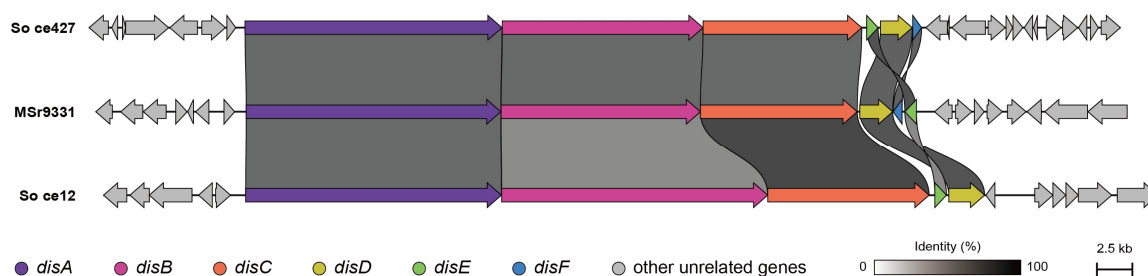 So ce427
MSr9331
So ce12
disA disB disC disD disE disF other unrelated genes
Identity (%)
0 100
2.5 kb